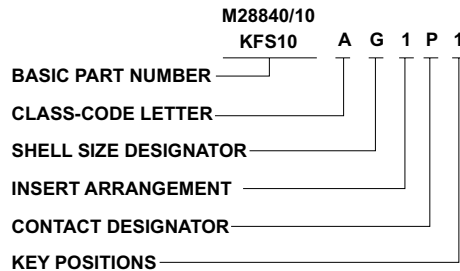 M28840/10
KFS10 A G 1 P 1
BASIC PART NUMBER
CLASS-CODE LETTER
SHELL SIZE DESIGNATOR
INSERT ARRANGEMENT
CONTACT DESIGNATOR
KEY POSITIONS